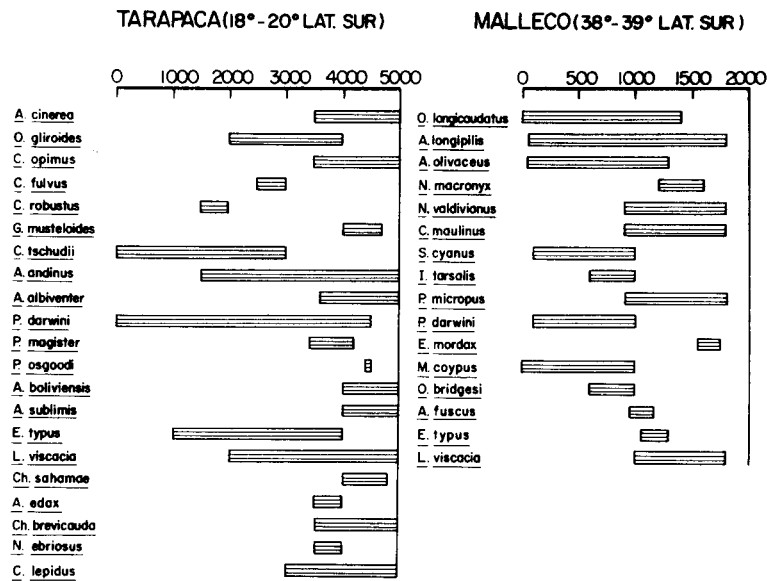 TARAPACA (18°-20° LAT. SUR)
0 1000 2000 3000 4000 5000
A. cinerea
O. gliroides
C. opimus
C. fulvus
C. robustus
G. musteloides
C. tschudii
A. andinus
A. albiventer
P. darwini
P. magister
P. osgoodi
A. boliviensis
A. sublimis
E. typus
L. viscacia
Ch. sahamae
A. edax
Ch. brevicauda
N. ebriosus
C. lepidus
MALLECO (38°-39° LAT. SUR)
0 500 1000 1500 2000
O. longicaudatus
A. longipilis
A. olivaceus
N. macronyx
N. valdivianus
C. maulinus
S. cyanus
I. tarsalis
P. micropus
P. darwini
E. mordax
M. coypus
O. bridgesi
A. fuscus
E. typus
L. viscacia